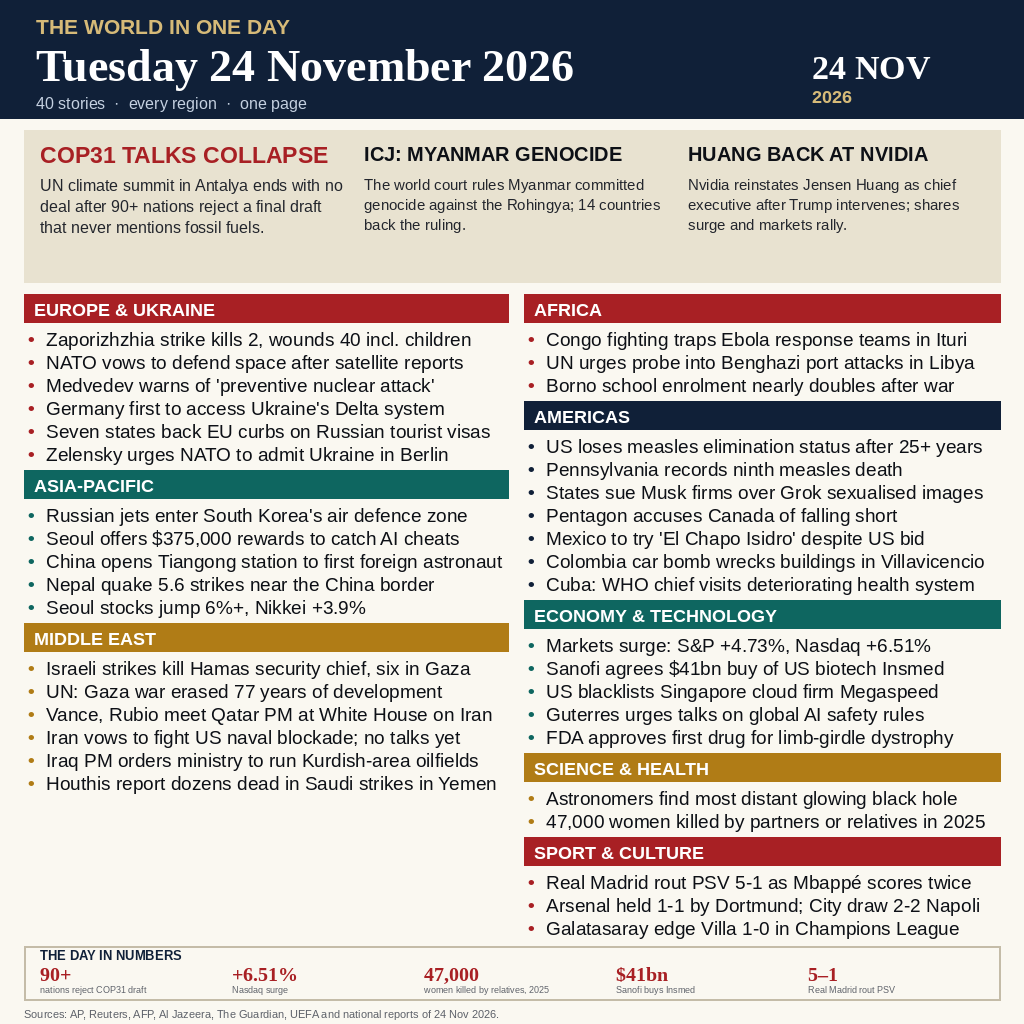 THE WORLD IN ONE DAY
Tuesday 24 November 2026
40 stories · every region · one page
24 NOV
2026
COP31 TALKS COLLAPSE
UN climate summit in Antalya ends with no
deal after 90+ nations reject a final draft
that never mentions fossil fuels.
ICJ: MYANMAR GENOCIDE
The world court rules Myanmar committed
genocide against the Rohingya; 14 countries
back the ruling.
HUANG BACK AT NVIDIA
Nvidia reinstates Jensen Huang as chief
executive after Trump intervenes; shares
surge and markets rally.
EUROPE & UKRAINE
• Zaporizhzhia strike kills 2, wounds 40 incl. children
• NATO vows to defend space after satellite reports
• Medvedev warns of 'preventive nuclear attack'
• Germany first to access Ukraine's Delta system
• Seven states back EU curbs on Russian tourist visas
• Zelensky urges NATO to admit Ukraine in Berlin
ASIA-PACIFIC
• Russian jets enter South Korea's air defence zone
• Seoul offers $375,000 rewards to catch AI cheats
• China opens Tiangong station to first foreign astronaut
• Nepal quake 5.6 strikes near the China border
• Seoul stocks jump 6%+, Nikkei +3.9%
MIDDLE EAST
• Israeli strikes kill Hamas security chief, six in Gaza
• UN: Gaza war erased 77 years of development
• Vance, Rubio meet Qatar PM at White House on Iran
• Iran vows to fight US naval blockade; no talks yet
• Iraq PM orders ministry to run Kurdish-area oilfields
• Houthis report dozens dead in Saudi strikes in Yemen
AFRICA
• Congo fighting traps Ebola response teams in Ituri
• UN urges probe into Benghazi port attacks in Libya
• Borno school enrolment nearly doubles after war
AMERICAS
• US loses measles elimination status after 25+ years
• Pennsylvania records ninth measles death
• States sue Musk firms over Grok sexualised images
• Pentagon accuses Canada of falling short
• Mexico to try 'El Chapo Isidro' despite US bid
• Colombia car bomb wrecks buildings in Villavicencio
• Cuba: WHO chief visits deteriorating health system
ECONOMY & TECHNOLOGY
• Markets surge: S&P +4.73%, Nasdaq +6.51%
• Sanofi agrees $41bn buy of US biotech Insmed
• US blacklists Singapore cloud firm Megaspeed
• Guterres urges talks on global AI safety rules
• FDA approves first drug for limb-girdle dystrophy
SCIENCE & HEALTH
• Astronomers find most distant glowing black hole
• 47,000 women killed by partners or relatives in 2025
SPORT & CULTURE
• Real Madrid rout PSV 5-1 as Mbappé scores twice
• Arsenal held 1-1 by Dortmund; City draw 2-2 Napoli
• Galatasaray edge Villa 1-0 in Champions League
THE DAY IN NUMBERS
90+
nations reject COP31 draft
+6.51%
Nasdaq surge
47,000
women killed by relatives, 2025
$41bn
Sanofi buys Insmed
5–1
Real Madrid rout PSV
Sources: AP, Reuters, AFP, Al Jazeera, The Guardian, UEFA and national reports of 24 Nov 2026.